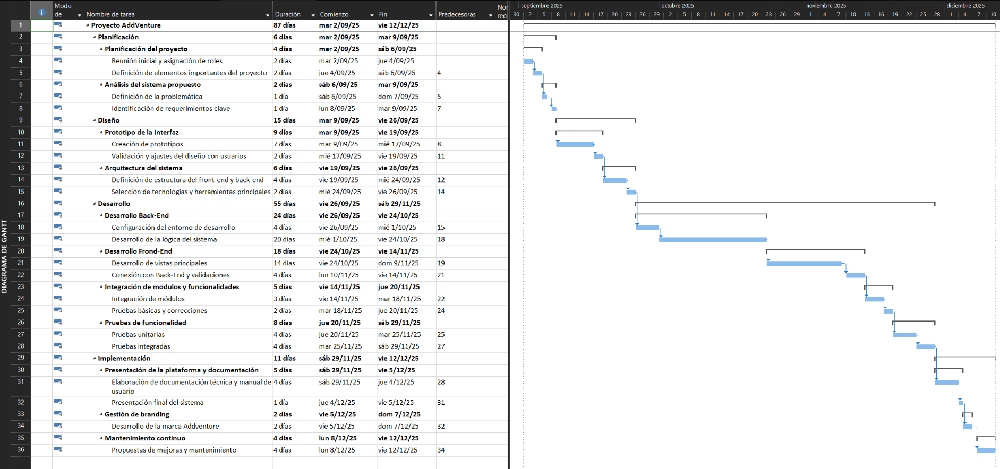 Modo de
Nombre de tarea
Duración
Comienzo
Fin
Predecesoras
Nor recu
septiembre 2025
octubre 2025
noviembre 2025
diciembre 2025
30 2 5 8 11 14 17 20 23 26 29 2 5 8 11 14 17 20 23 26 29 1 4 7 10 13 16 19 22 25 28 1 4 7 10
1 Proyecto AddVenture 87 días mar 2/09/25 vie 12/12/25
2 Planificación 6 días mar 2/09/25 mar 9/09/25
3 Planificación del proyecto 4 días mar 2/09/25 sáb 6/09/25
4 Reunión inicial y asignación de roles 2 días mar 2/09/25 jue 4/09/25
5 Definición de elementos importantes del proyecto 2 días jue 4/09/25 sáb 6/09/25 4
6 Análisis del sistema propuesto 2 días sáb 6/09/25 mar 9/09/25
7 Definición de la problemática 1 día sáb 6/09/25 dom 7/09/25 5
8 Identificación de requerimientos clave 1 día lun 8/09/25 mar 9/09/25 7
9 Diseño 15 días mar 9/09/25 vie 26/09/25
10 Prototipo de la Interfaz 9 días mar 9/09/25 vie 19/09/25
11 Creación de prototipos 7 días mar 9/09/25 mié 17/09/25 8
12 Validación y ajustes del diseño con usuarios 2 días mié 17/09/25 vie 19/09/25 11
13 Arquitectura del sistema 6 días vie 19/09/25 vie 26/09/25
14 Definición de estructura del front-end y back-end 4 días vie 19/09/25 mié 24/09/25 12
15 Selección de tecnologías y herramientas principales 2 días mié 24/09/25 vie 26/09/25 14
16 Desarrollo 55 días vie 26/09/25 sáb 29/11/25
17 Desarrollo Back-End 24 días vie 26/09/25 vie 24/10/25
18 Configuración del entorno de desarrollo 4 días vie 26/09/25 mié 1/10/25 15
19 Desarrollo de la lógica del sistema 20 días mié 1/10/25 vie 24/10/25 18
20 Desarrollo Frond-End 18 días vie 24/10/25 vie 14/11/25
21 Desarrollo de vistas principales 14 días vie 24/10/25 dom 9/11/25 19
22 Conexión con Back-End y validaciones 4 días lun 10/11/25 vie 14/11/25 21
23 Integración de modulos y funcionalidades 5 días vie 14/11/25 jue 20/11/25
24 Integración de módulos 3 días vie 14/11/25 mar 18/11/25 22
25 Pruebas básicas y correcciones 2 días mar 18/11/25 jue 20/11/25 24
26 Pruebas de funcionalidad 8 días jue 20/11/25 sáb 29/11/25
27 Pruebas unitarias 4 días jue 20/11/25 mar 25/11/25 25
28 Pruebas integradas 4 días mar 25/11/25 sáb 29/11/25 27
29 Implementación 11 días sáb 29/11/25 vie 12/12/25
30 Presentación de la plataforma y documentación 5 días sáb 29/11/25 vie 5/12/25
31 Elaboración de documentación técnica y manual de usuario 4 días sáb 29/11/25 jue 4/12/25 28
32 Presentación final del sistema 1 día jue 4/12/25 vie 5/12/25 31
33 Gestión de branding 2 días vie 5/12/25 dom 7/12/25
34 Desarrollo de la marca Addventure 2 días vie 5/12/25 dom 7/12/25 32
35 Mantenimiento continuo 4 días lun 8/12/25 vie 12/12/25
36 Propuestas de mejoras y mantenimiento 4 días lun 8/12/25 vie 12/12/25 34
DIAGRAMA DE GANTT